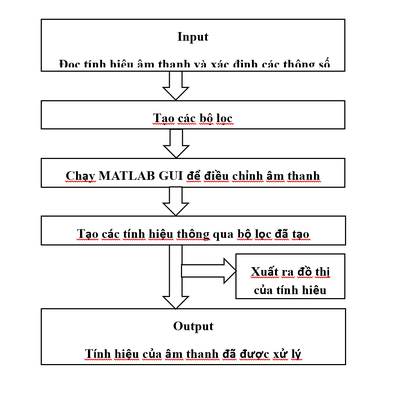 Input
Đọc tính hiệu âm thanh và xác định các thông số
Tạo các bộ lọc
Chạy MATLAB GUI để điều chỉnh âm thanh
Tạo các tính hiệu thông qua bộ lọc đã tạo
Xuất ra đồ thị
của tính hiệu
Output
Tính hiệu của âm thanh đã được xử lý